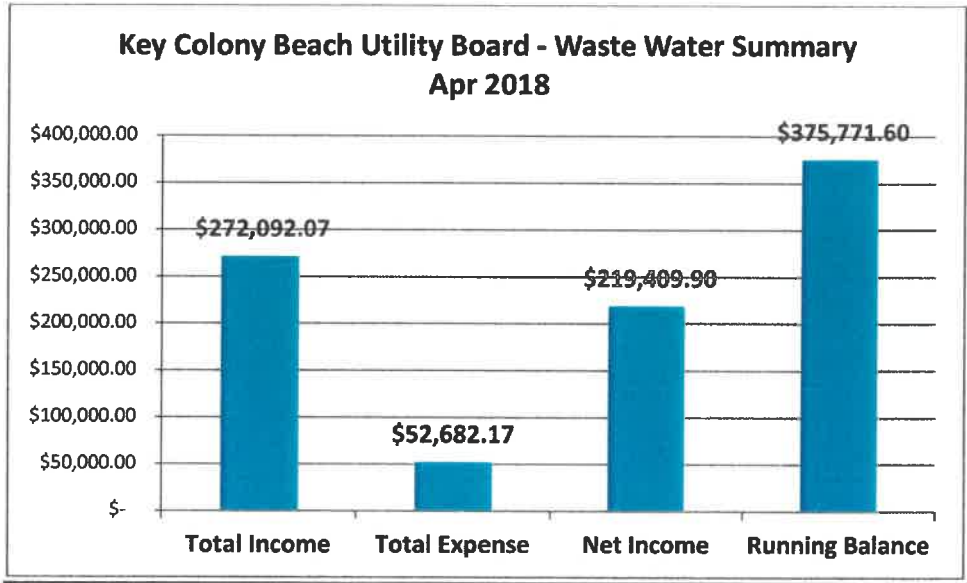 Key Colony Beach Utility Board - Waste Water Summary
Apr 2018
$400,000.00
$350,000.00
$300,000.00
$250,000.00
$200,000.00
$150,000.00
$100,000.00
$50,000.00
$-
$272,092.07
$52,682.17
$219,409.90
$375,771.60
Total Income
Total Expense
Net Income
Running Balance